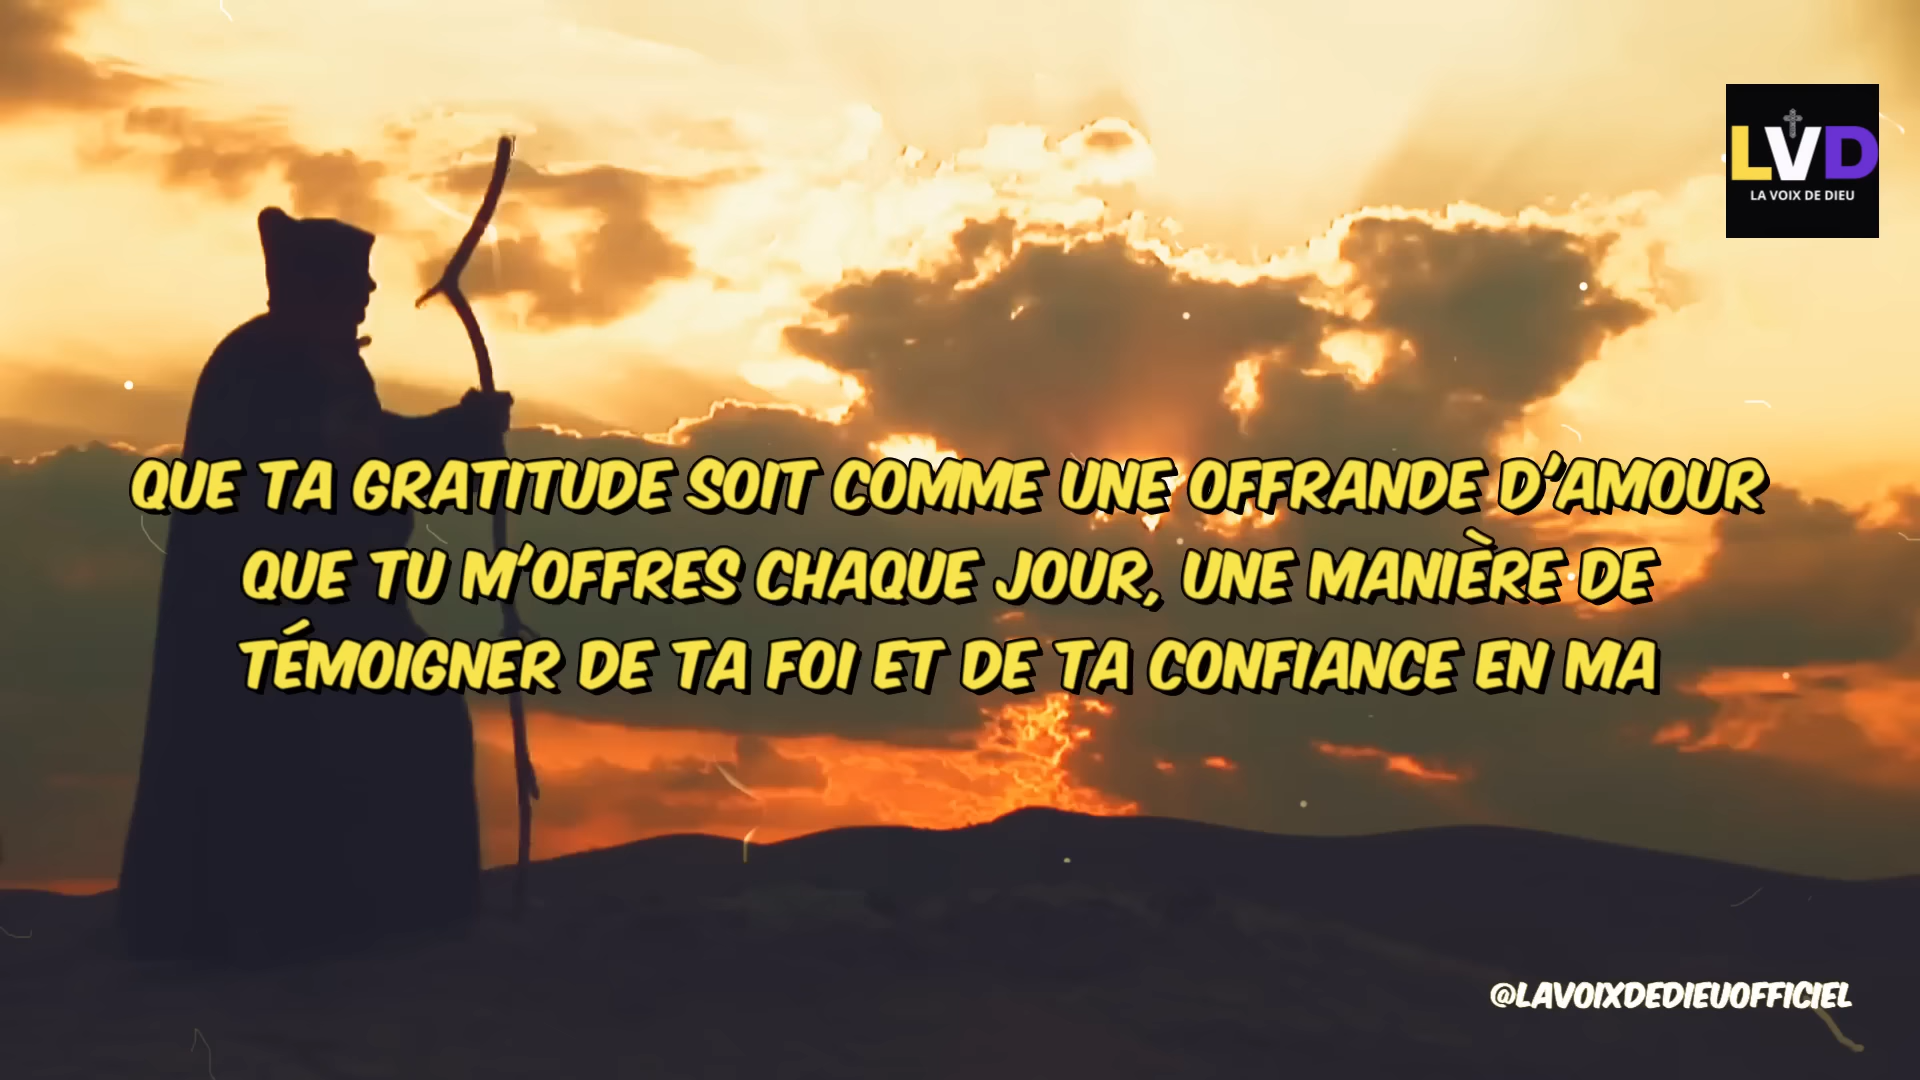 LVD
LA VOIX DE DIEU
QUE TA GRATITUDE SOIT COMME UNE OFFRANDE D'AMOUR
QUE TU M'OFFRES CHAQUE JOUR, UNE MANIÈRE DE
TÉMOIGNER DE TA FOI ET DE TA CONFIANCE EN MA
@LAVOIXDEDIEUOFFICIEL